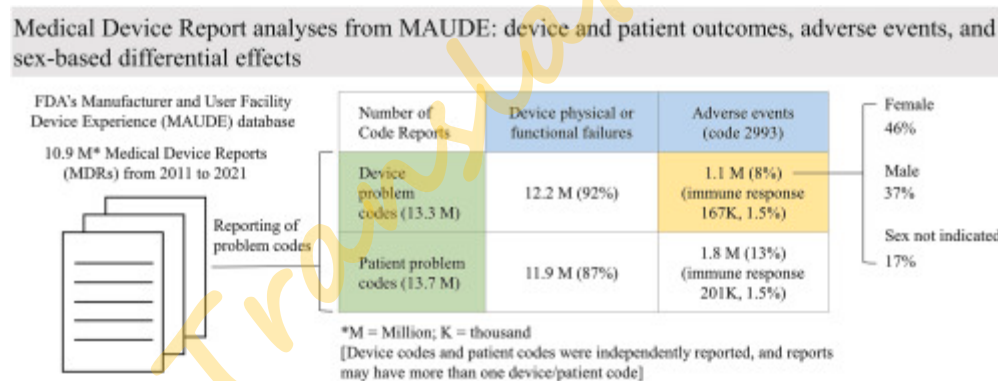 Medical Device Report analyses from MAUDE: device and patient outcomes, adverse events, and
sex-based differential effects
FDA's Manufacturer and User Facility
Device Experience (MAUDE) database
10.9 M* Medical Device Reports
(MDRs) from 2011 to 2021
Reporting of
problem codes
Number of
Code Reports
Device physical or
functional failures
Adverse events
(code 2993)
Device
problem
codes (13.3 M)
12.2 M (92%)
1.1 M (8%)
(immune response
167K, 1.5%)
Patient problem
codes (13.7 M)
11.9 M (87%)
1.8 M (13%)
(immune response
201K, 1.5%)
Female
46%
Male
37%
Sex not indicated
17%
*M = Million; K = thousand
[Device codes and patient codes were independently reported, and reports
may have more than one device/patient code]